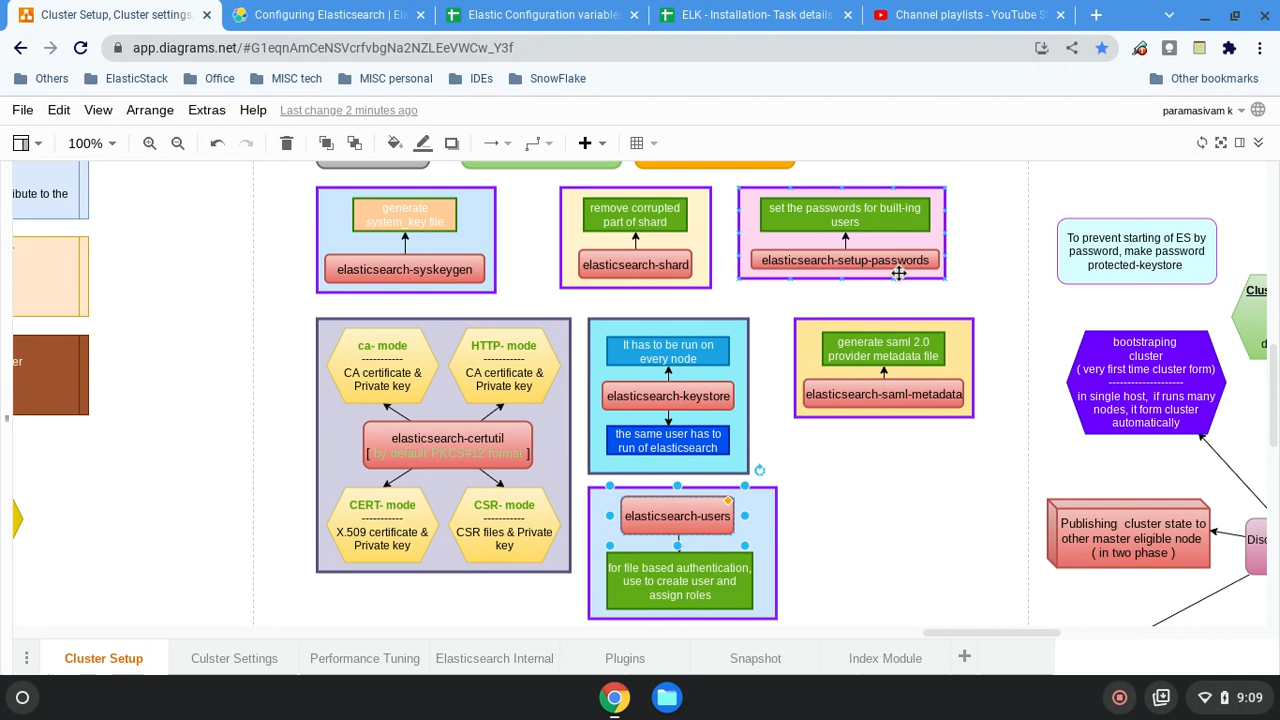 Cluster Setup, Cluster settings,
Configuring Elasticsearch | Ela
Elastic Configuration variable
ELK - Installation- Task details
Channel playlists - YouTube S
app.diagrams.net/#G1eqnAmCeNSVcrfvbgNa2NZLEeVWCw_Y3f
Others
ElasticStack
Office
MISC tech
MISC personal
IDEs
SnowFlake
Other bookmarks
File
Edit
View
Arrange
Extras
Help
Last change 2 minutes ago
paramasivam k
100%
ibute to the
er
generate
system_key file
elasticsearch-syskeygen
remove corrupted
part of shard
elasticsearch-shard
set the passwords for built-ing
users
elasticsearch-setup-passwords
To prevent starting of ES by
password, make password
protected-keystore
Clus
d
ca- mode
-----------
CA certificate &
Private key
HTTP- mode
-----------
CA certificate &
Private key
elasticsearch-certutil
[ by default PKCS#12 format ]
CERT- mode
-----------
X.509 certificate &
Private key
CSR- mode
-----------
CSR files & Private
key
It has to be run on
every node
elasticsearch-keystore
the same user has to
run of elasticsearch
generate saml 2.0
provider metadata file
elasticsearch-saml-metadata
bootstraping
cluster
( very first time cluster form)
---------------------
in single host, if runs many
nodes, it form cluster
automatically
elasticsearch-users
for file based authentication,
use to create user and
assign roles
Publishing cluster state to
other master eligible node
( in two phase )
Disc
Cluster Setup
Culster Settings
Performance Tuning
Elasticsearch Internal
Plugins
Snapshot
Index Module
9:09